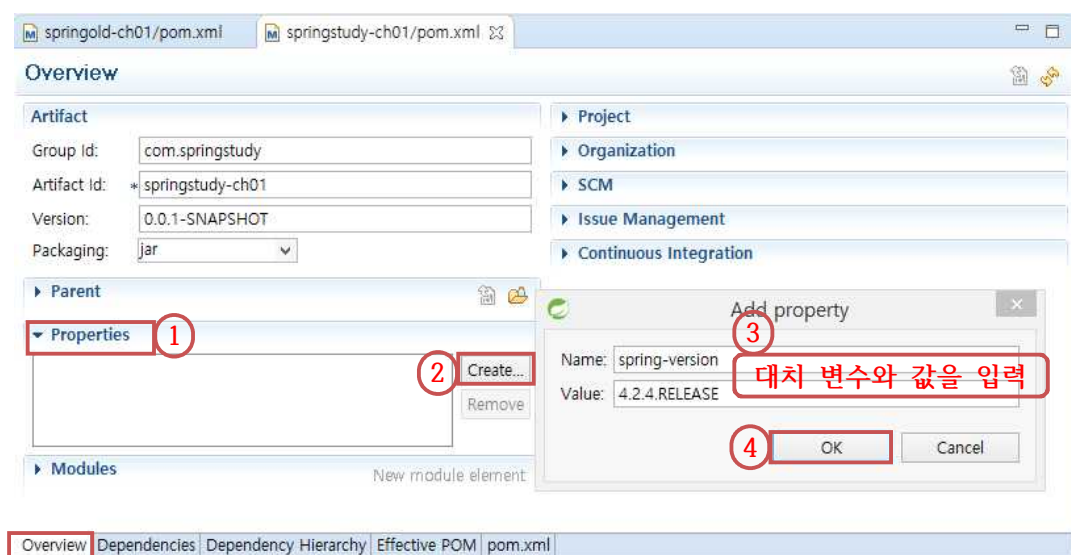 springold-ch01/pom.xml springstudy-ch01/pom.xml
Overview
Artifact
Group Id: com.springstudy
Artifact Id: * springstudy-ch01
Version: 0.0.1-SNAPSHOT
Packaging: jar
Parent
Properties 1
2 Create...
Remove
Modules
New module element
Project
Organization
SCM
Issue Management
Continuous Integration
Add property
3
Name: spring-version
대치 변수와 값을 입력
Value: 4.2.4.RELEASE
4 OK Cancel
Overview Dependencies Dependency Hierarchy Effective POM pom.xml